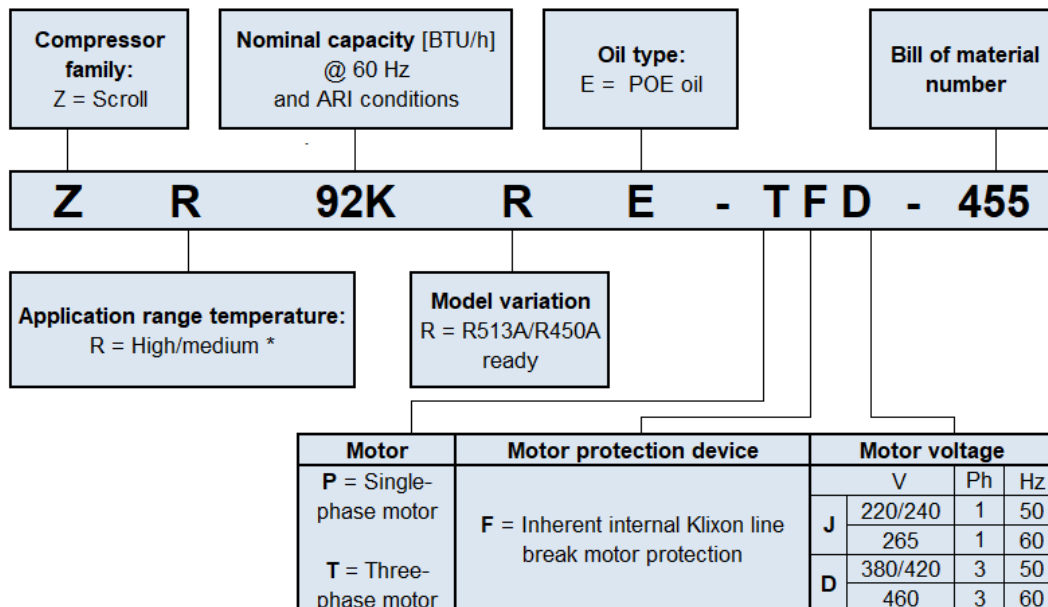 Compressor
family:
Z = Scroll
Nominal capacity [BTU/h]
@ 60 Hz
and ARI conditions
Oil type:
E = POE oil
Bill of material
number
Z R 92K R E - T F D - 455
Application range temperature:
R = High/medium *
Model variation
R = R513A/R450A
ready
Motor Motor protection device Motor voltage
P = Single-
phase motor
T = Three-
phase motor
F = Inherent internal Klixon line
break motor protection
V Ph Hz
J 220/240 1 50
265 1 60
D 380/420 3 50
460 3 60